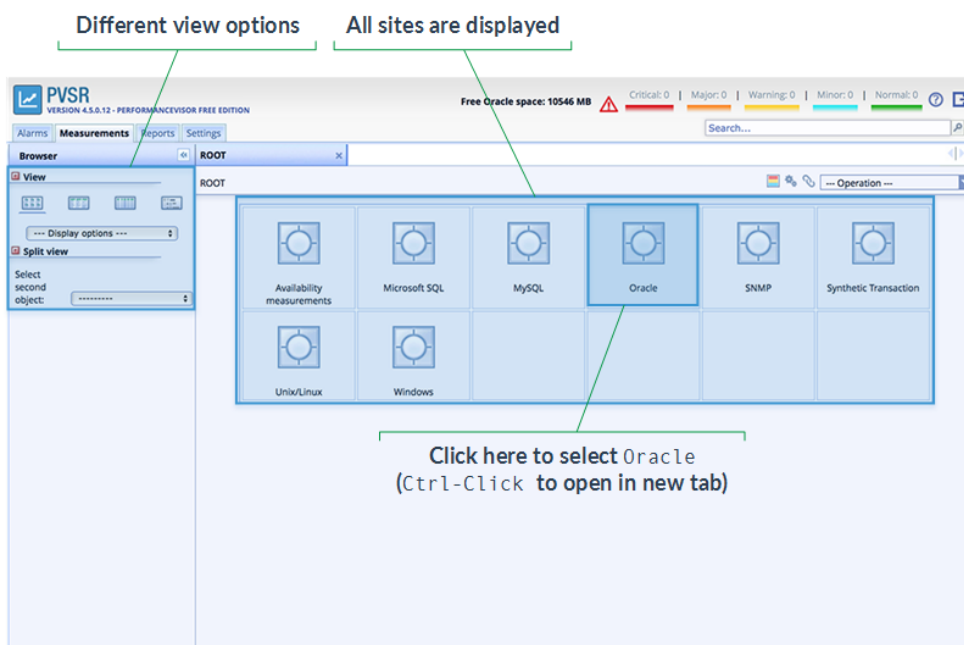 Different view options
All sites are displayed
PVSR
VERSION 4.5.0.12 - PERFORMANCEVISOR FREE EDITION
Free Oracle space: 10546 MB
Critical: 0 | Major: 0 | Warning: 0 | Minor: 0 | Normal: 0
Alarms Measurements Reports Settings
Search...
Browser
ROOT
View
ROOT
--- Operation ---
--- Display options ---
Split view
Select
second
object:
---------
Availability
measurements
Microsoft SQL
MySQL
Oracle
SNMP
Synthetic Transaction
Unix/Linux
Windows
Click here to select Oracle
(Ctrl-Click to open in new tab)